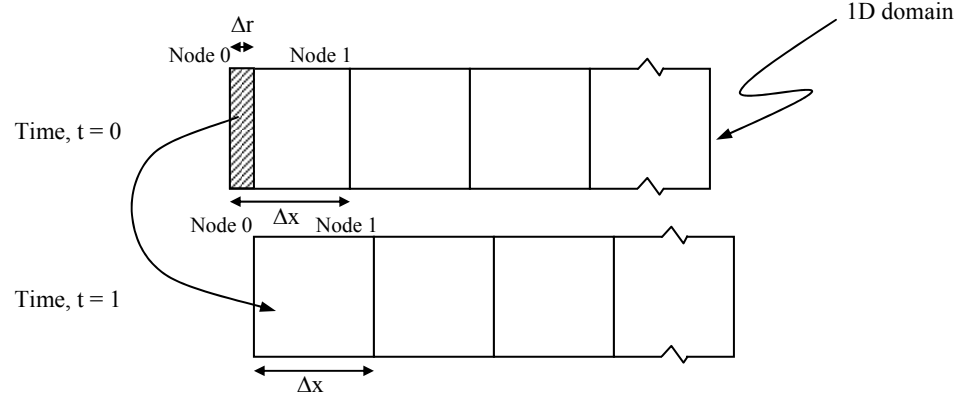 1D domain
Δr
Node 0 Node 1
Time, t = 0
Δx
Node 0 Node 1
Time, t = 1
Δx